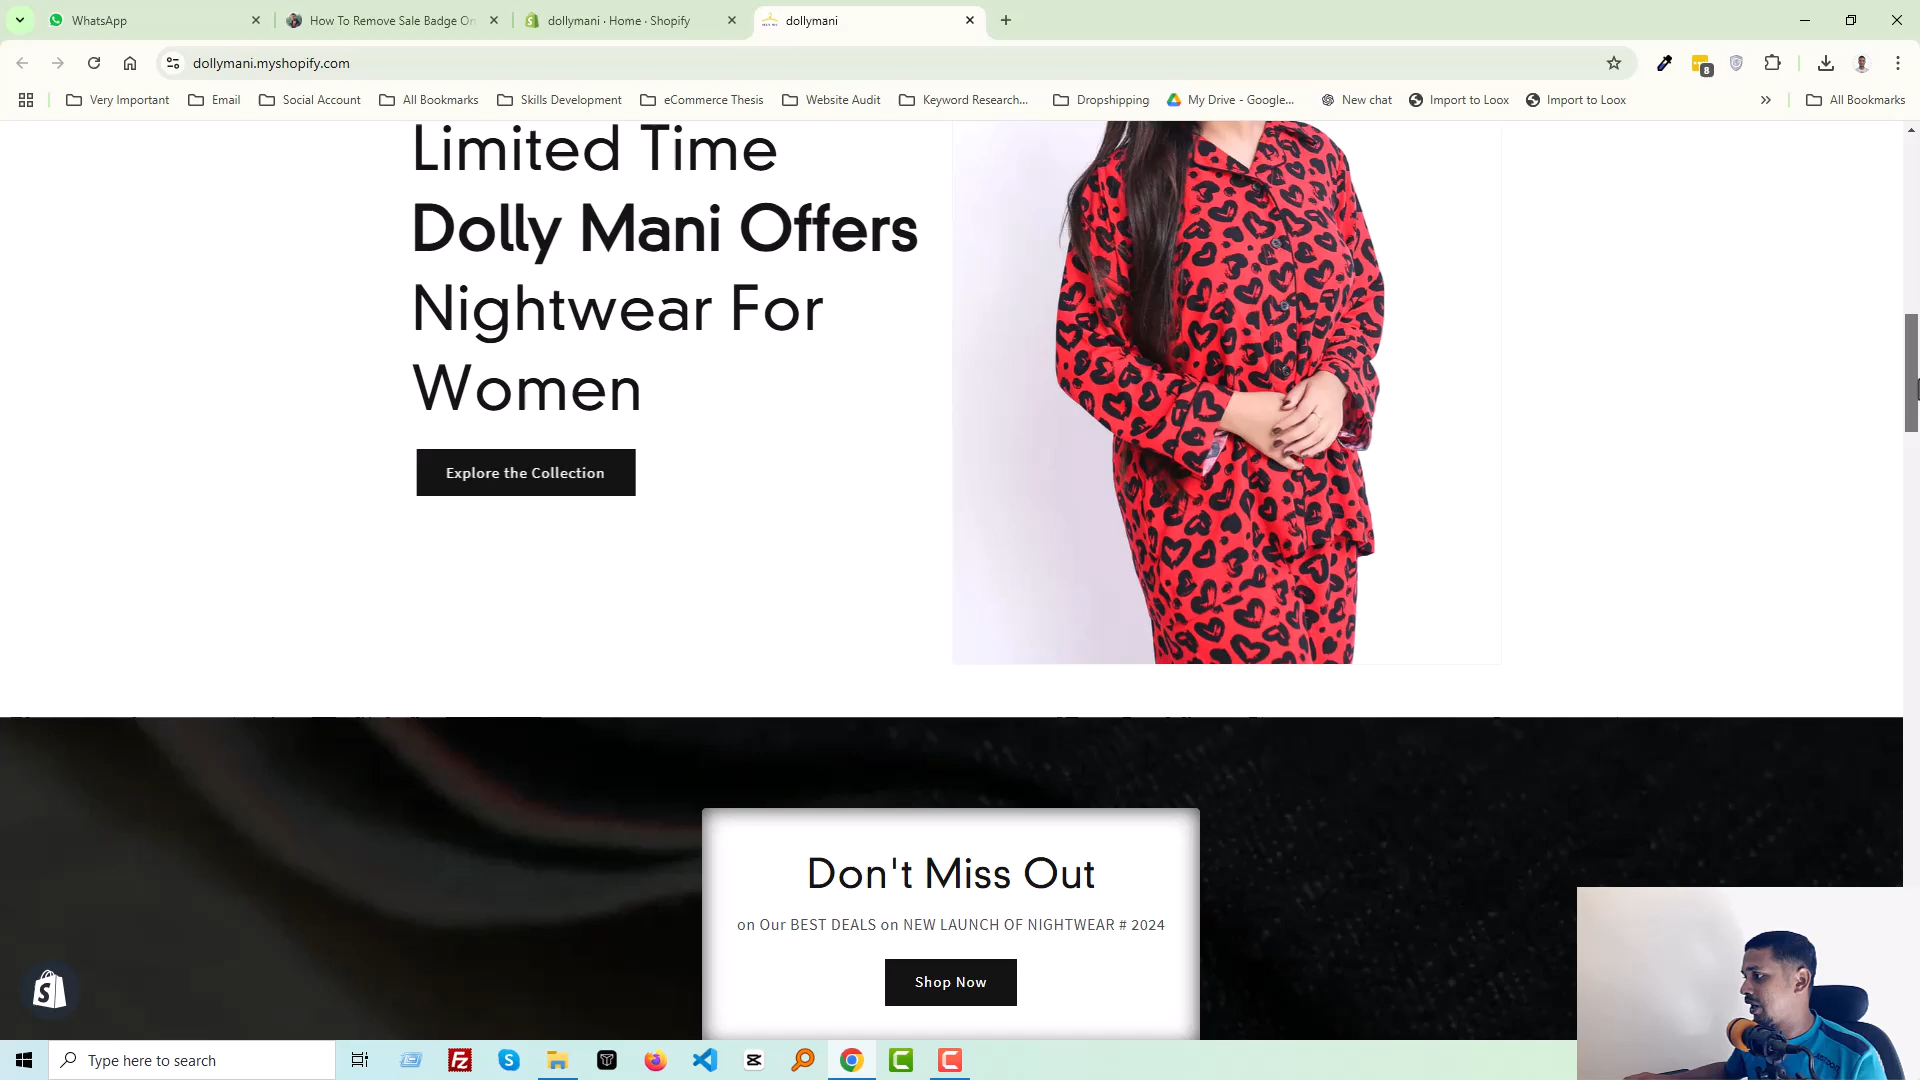 WhatsApp
How To Remove Sale Badge On
dollymani · Home · Shopify
dollymani
dollymani.myshopify.com
8
Very Important
Email
Social Account
All Bookmarks
Skills Development
eCommerce Thesis
Website Audit
Keyword Research...
Dropshipping
My Drive - Google...
New chat
Import to Loox
Import to Loox
All Bookmarks
Limited Time
Dolly Mani Offers
Nightwear For
Women
Explore the Collection
Don't Miss Out
on Our BEST DEALS on NEW LAUNCH OF NIGHTWEAR # 2024
Shop Now
Type here to search